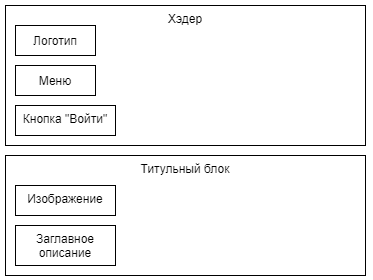 Хэдер
Логотип
Меню
Кнопка "Войти"
Титульный блок
Изображение
Заглавное
описание